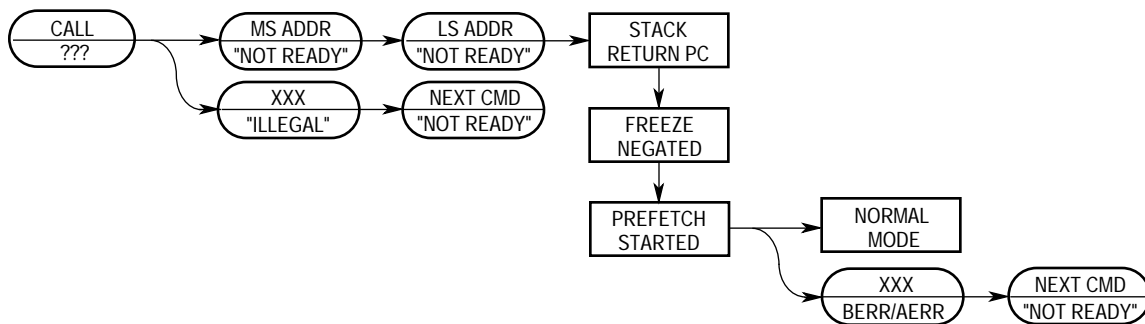 CALL
???
MS ADDR
"NOT READY"
LS ADDR
"NOT READY"
STACK
RETURN PC
XXX
"ILLEGAL"
NEXT CMD
"NOT READY"
FREEZE
NEGATED
PREFETCH
STARTED
NORMAL
MODE
XXX
BERR/AERR
NEXT CMD
"NOT READY"